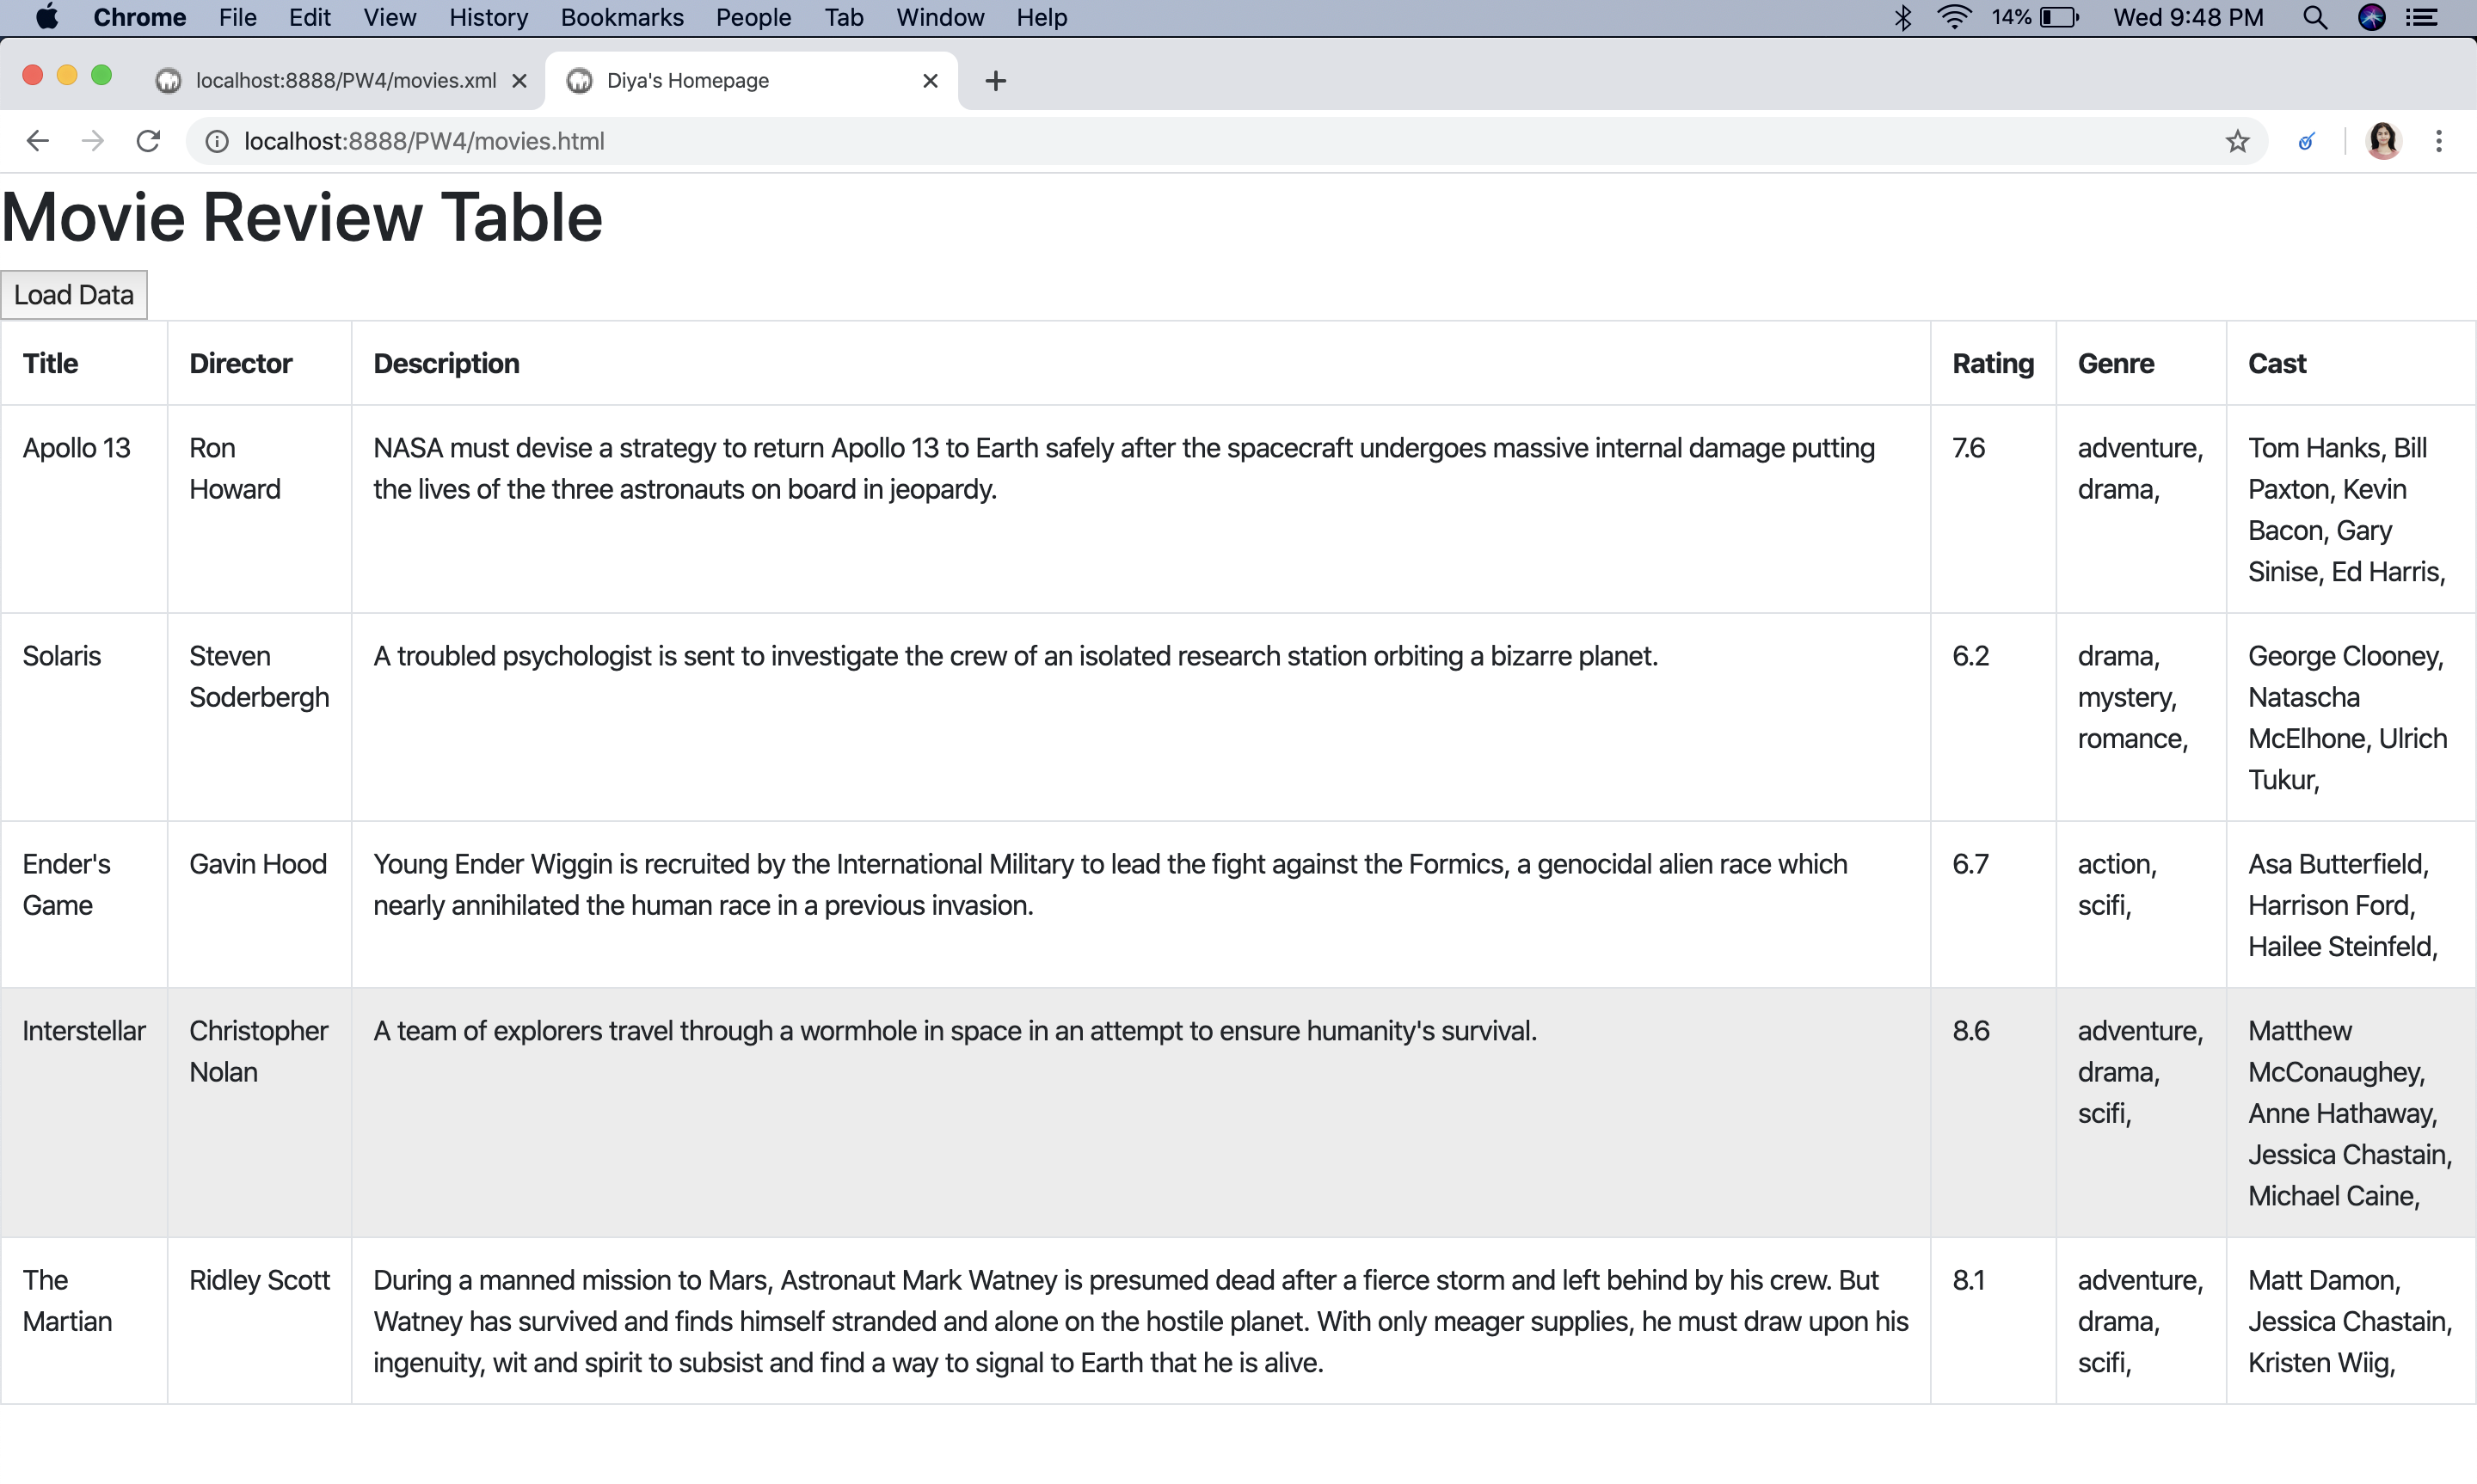 Chrome File Edit View History Bookmarks People Tab Window Help 14% Wed 9:48 PM
localhost:8888/PW4/movies.xml Diya's Homepage
localhost:8888/PW4/movies.html
Movie Review Table
Load Data
Title Director Description Rating Genre Cast
Apollo 13
Ron
Howard
NASA must devise a strategy to return Apollo 13 to Earth safely after the spacecraft undergoes massive internal damage putting
the lives of the three astronauts on board in jeopardy.
7.6
adventure,
drama,
Tom Hanks, Bill
Paxton, Kevin
Bacon, Gary
Sinise, Ed Harris,
Solaris
Steven
Soderbergh
A troubled psychologist is sent to investigate the crew of an isolated research station orbiting a bizarre planet.
6.2
drama,
mystery,
romance,
George Clooney,
Natascha
McElhone, Ulrich
Tukur,
Ender's
Game
Gavin Hood
Young Ender Wiggin is recruited by the International Military to lead the fight against the Formics, a genocidal alien race which
nearly annihilated the human race in a previous invasion.
6.7
action,
scifi,
Asa Butterfield,
Harrison Ford,
Hailee Steinfeld,
Interstellar
Christopher
Nolan
A team of explorers travel through a wormhole in space in an attempt to ensure humanity's survival.
8.6
adventure,
drama,
scifi,
Matthew
McConaughey,
Anne Hathaway,
Jessica Chastain,
Michael Caine,
The
Martian
Ridley Scott
During a manned mission to Mars, Astronaut Mark Watney is presumed dead after a fierce storm and left behind by his crew. But
Watney has survived and finds himself stranded and alone on the hostile planet. With only meager supplies, he must draw upon his
ingenuity, wit and spirit to subsist and find a way to signal to Earth that he is alive.
8.1
adventure,
drama,
scifi,
Matt Damon,
Jessica Chastain,
Kristen Wiig,